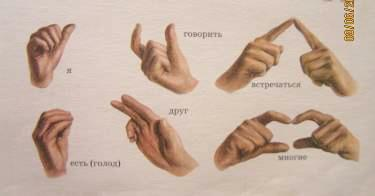 говорить
я
встречаться
друг
есть (голод)
многие